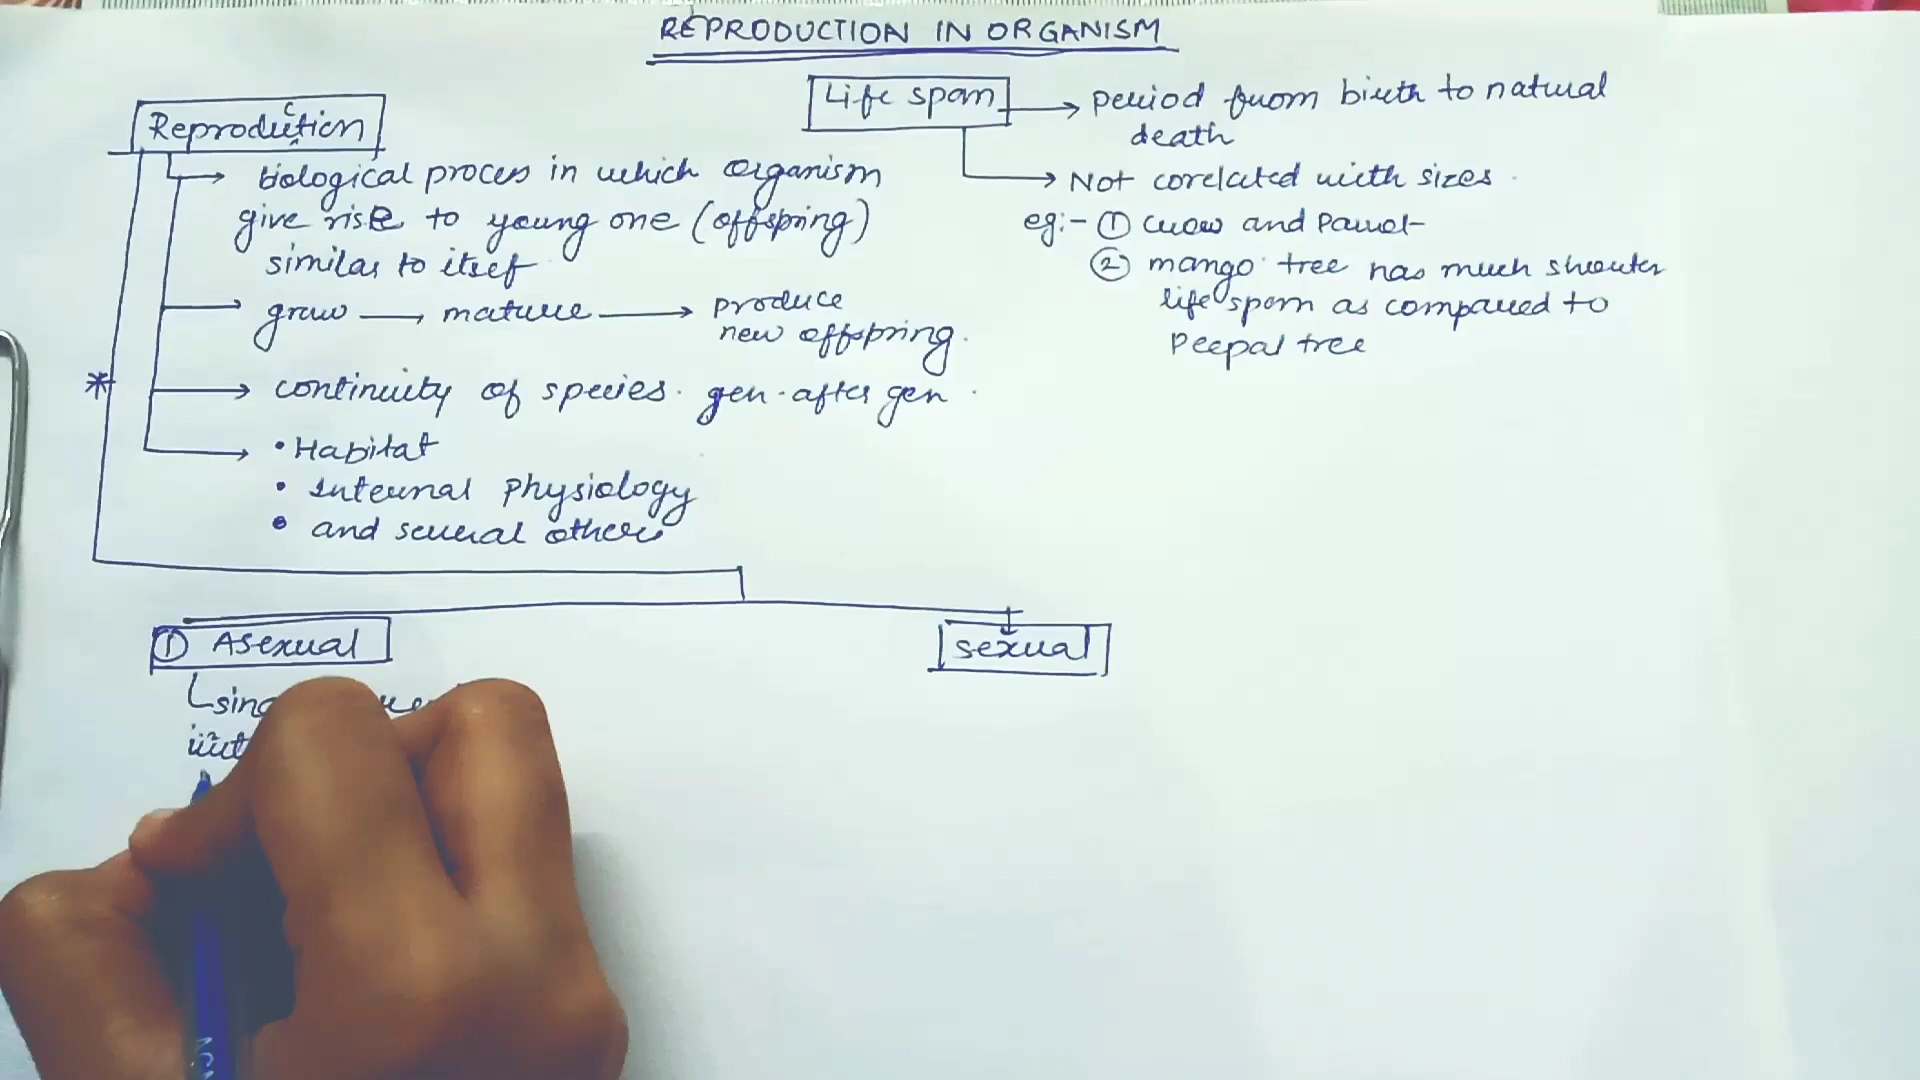 REPRODUCTION IN ORGANISM
Reproduction
biological proces in which organism
give rise to young one (offspring)
similar to itself
grow → mature → produce
new offspring.
continuity of species. gen. after gen.
• Habitat
• Internal Physiology
• and several others
Life span → period from birth to natural
death
→ Not corelated with sizes.
eg:- ① crow and Parrot
② mango tree has much shorter
life span as compared to
Peepal tree
*
① Asexual
sexual